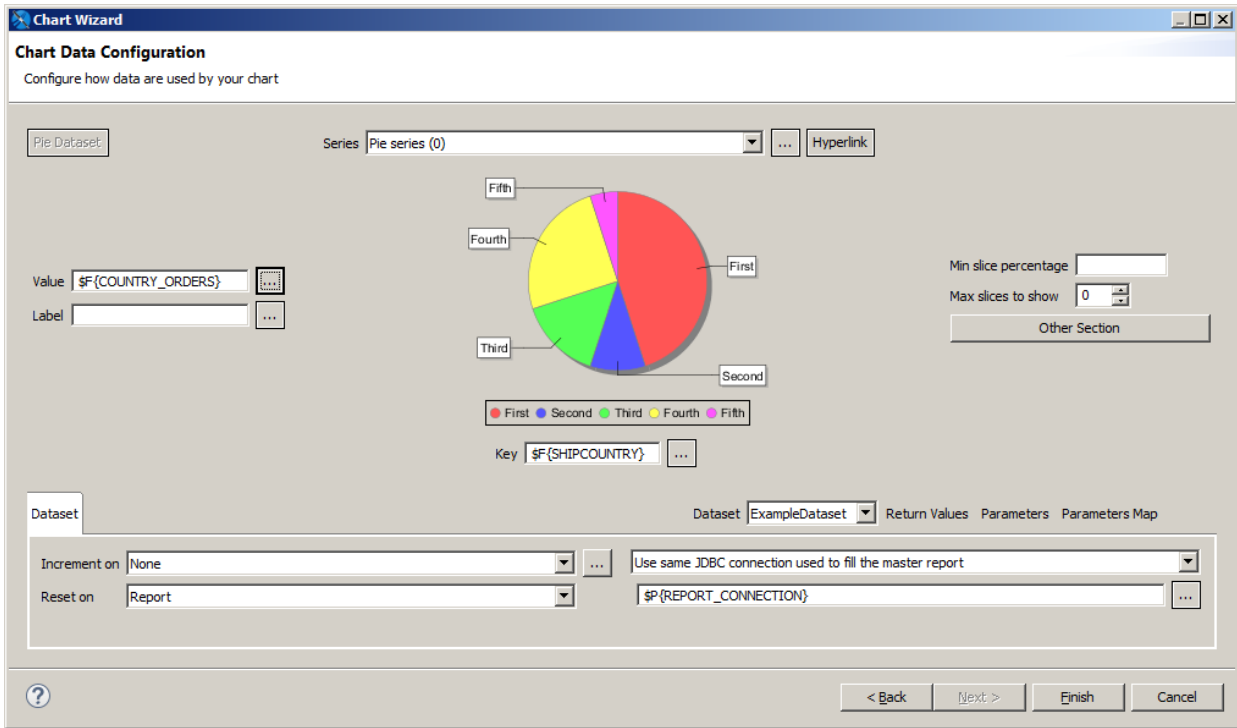 Chart Wizard
Chart Data Configuration
Configure how data are used by your chart
Pie Dataset
Series Pie series (0) ... Hyperlink
Fifth
Fourth
First
Value $F{COUNTRY_ORDERS} ...
Min slice percentage
Max slices to show 0
Label ...
Other Section
Third
Second
First Second Third Fourth Fifth
Key $F{SHIPCOUNTRY} ...
Dataset
Dataset ExampleDataset Return Values Parameters Parameters Map
Increment on None ... Use same JDBC connection used to fill the master report
Reset on Report $P{REPORT_CONNECTION} ...
? < Back Next > Finish Cancel